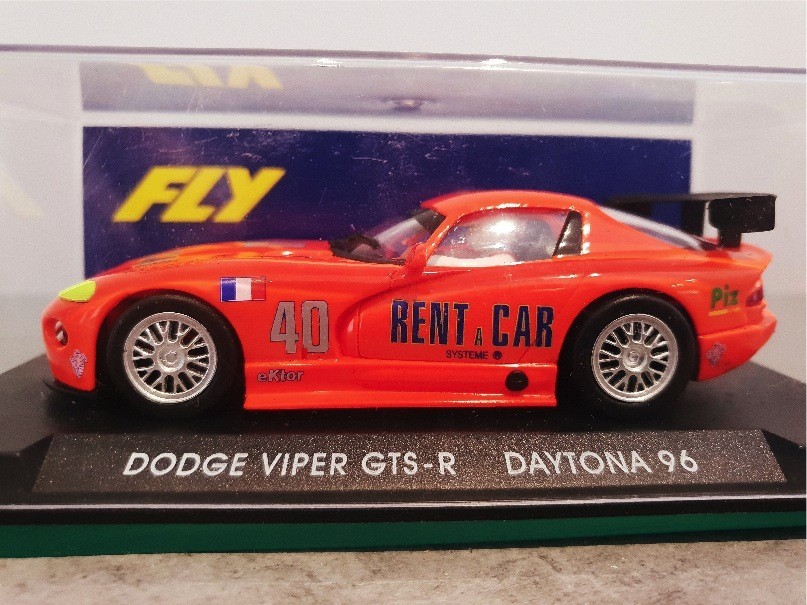 FLY
40
RENT A CAR
SYSTEME ®
eKtor
Piz
DODGE VIPER GTS-R DAYTONA 96